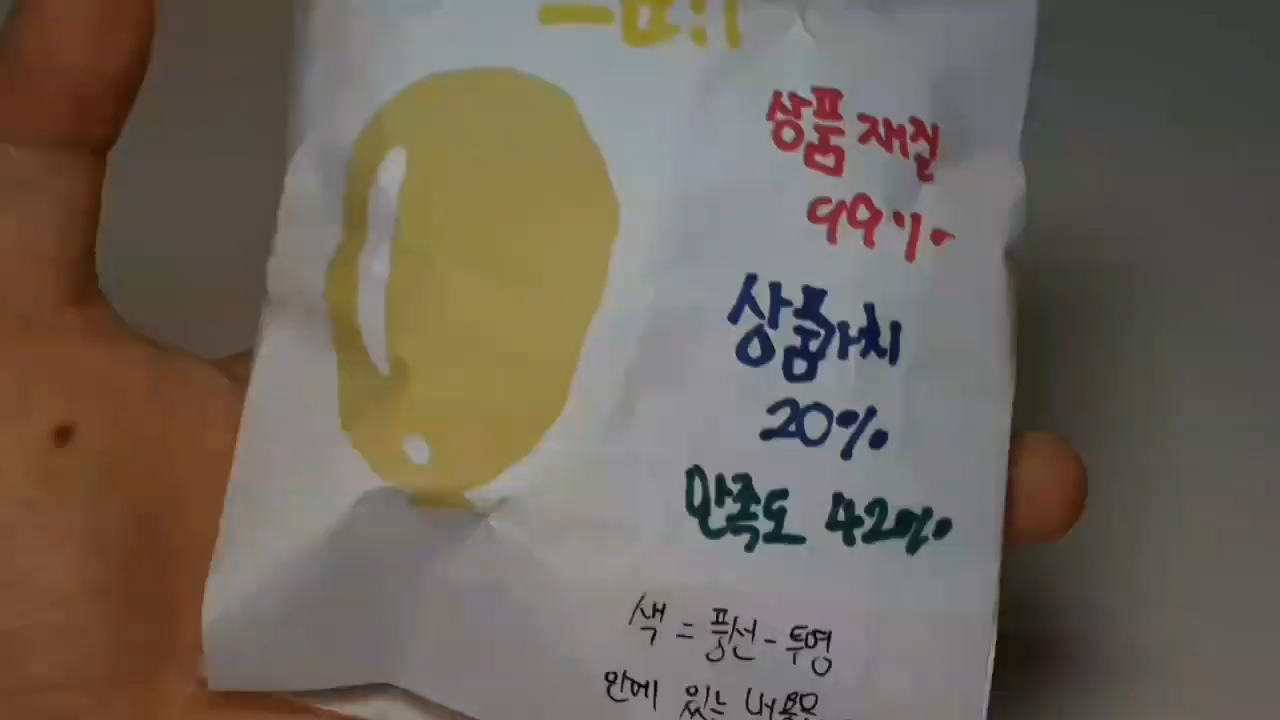 상품 재질
99%
상품가치
20%
만족도 42%
색 = 풍선 - 투명
안에 있는 내용물